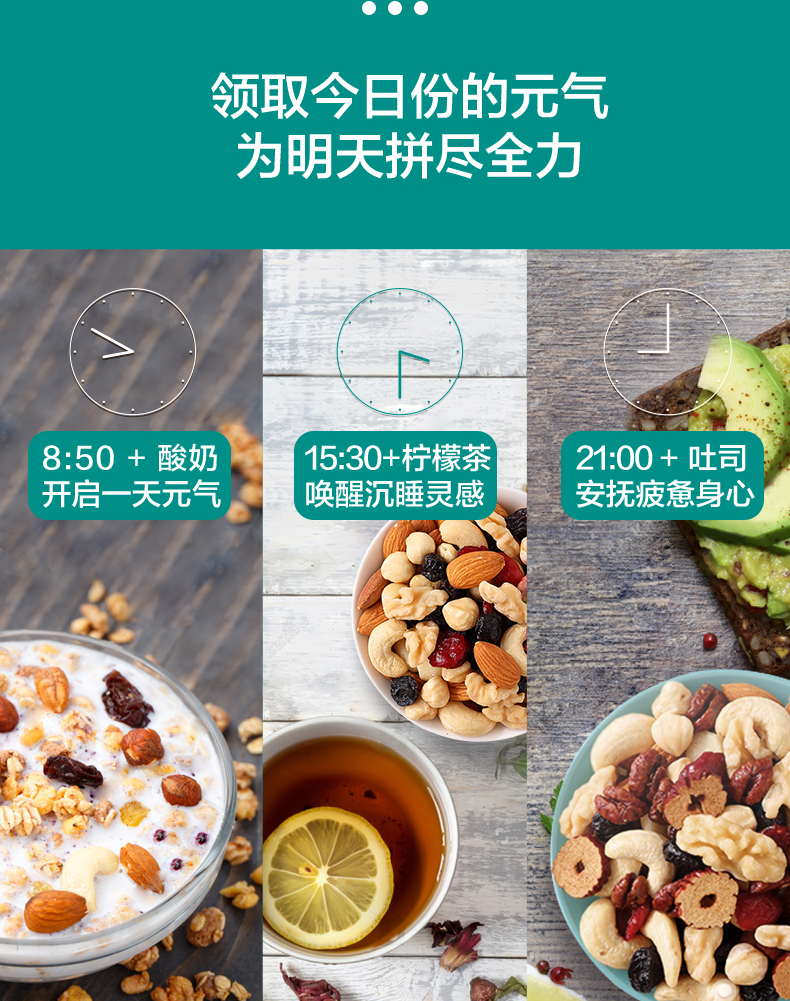 领取今日份的元气
为明天拼尽全力
8:50 + 酸奶
开启一天元气
15:30+柠檬茶
唤醒沉睡灵感
21:00 + 吐司
安抚疲惫身心